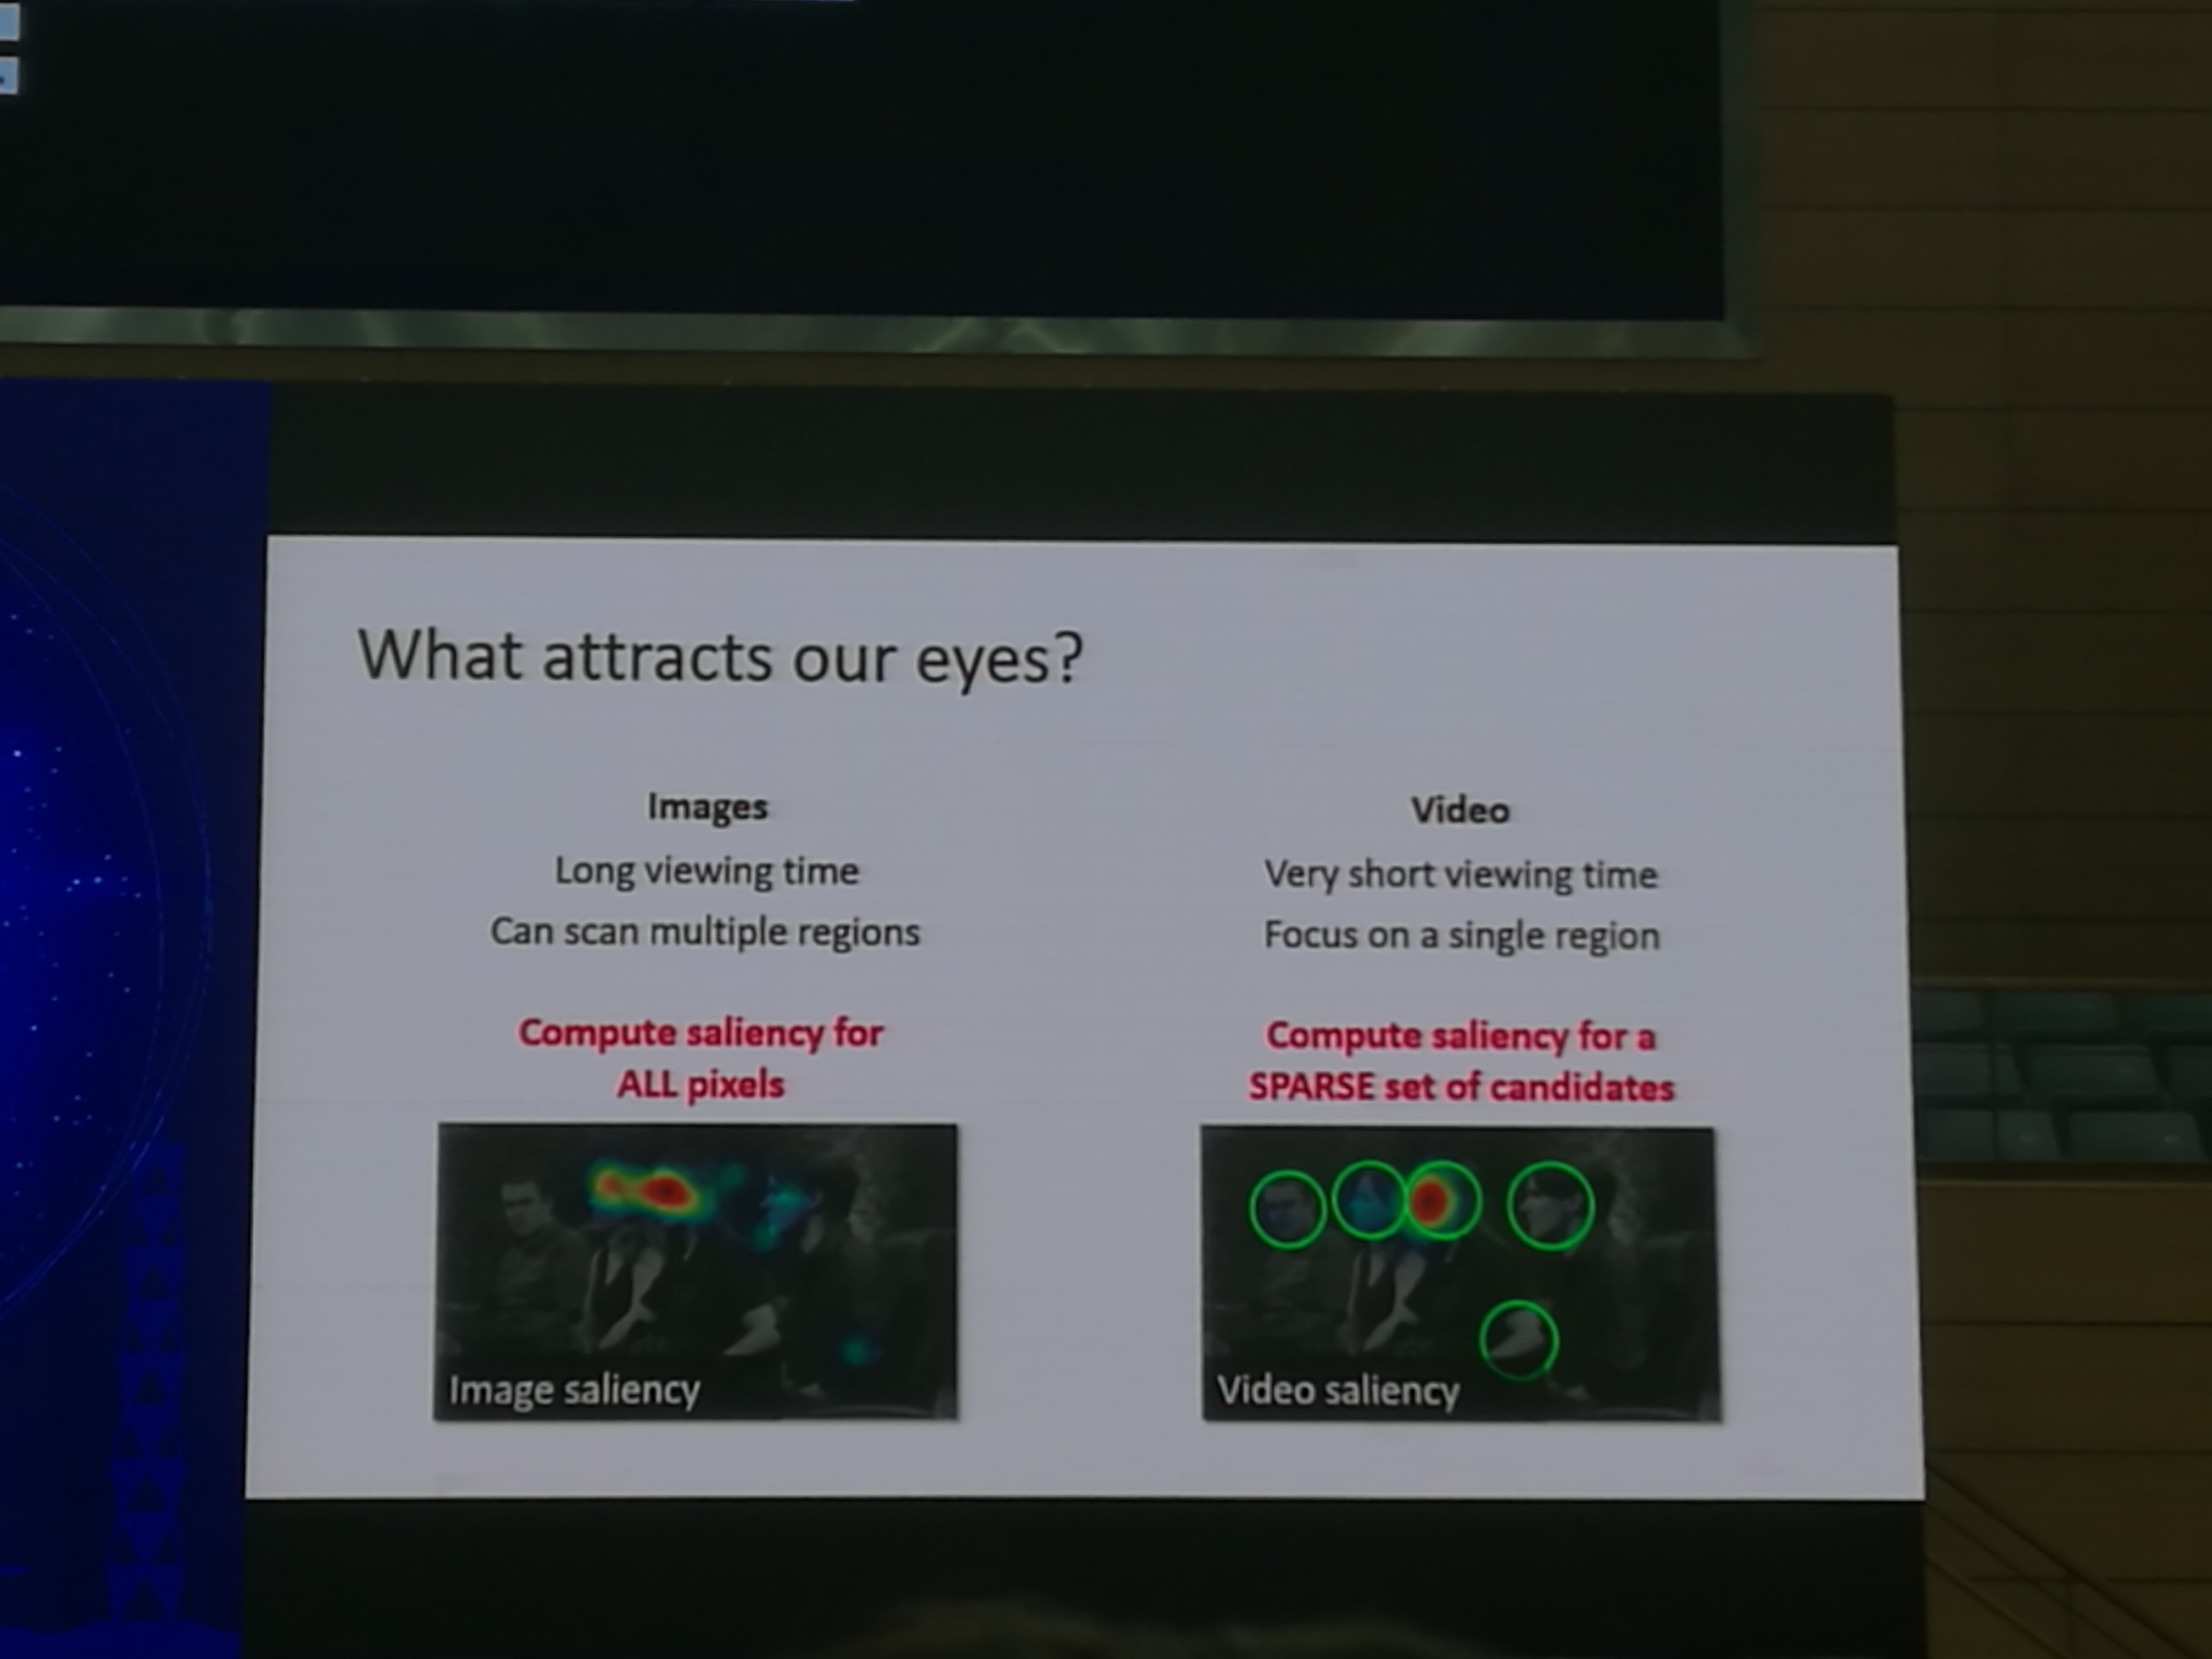 What attracts our eyes?
Images
Long viewing time
Can scan multiple regions
Compute saliency for
ALL pixels
Image saliency
Video
Very short viewing time
Focus on a single region
Compute saliency for a
SPARSE set of candidates
Video saliency